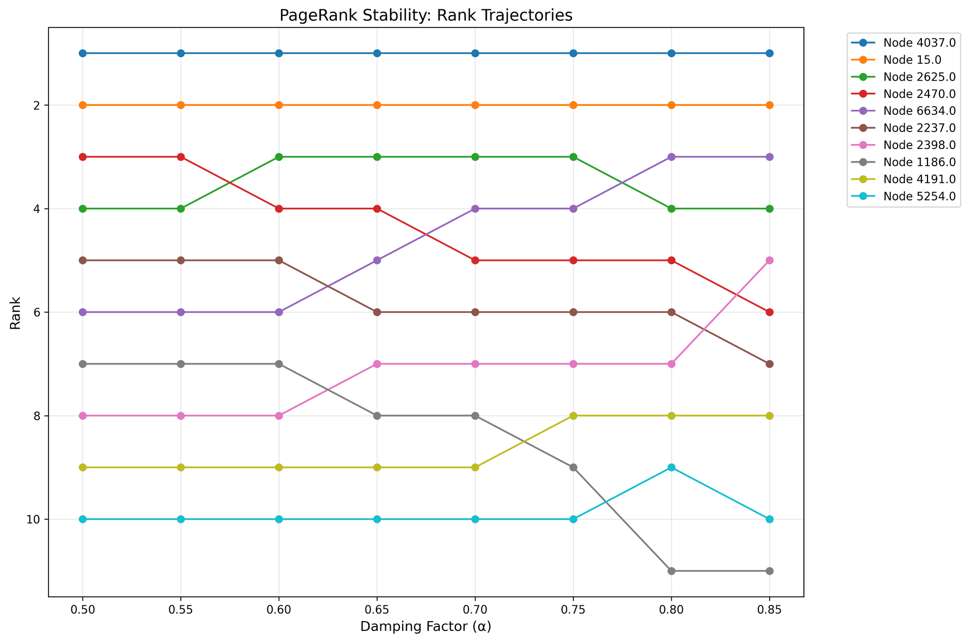 PageRank Stability: Rank Trajectories
Rank
2
4
6
8
10
0.50 0.55 0.60 0.65 0.70 0.75 0.80 0.85
Damping Factor (α)
Node 4037.0
Node 15.0
Node 2625.0
Node 2470.0
Node 6634.0
Node 2237.0
Node 2398.0
Node 1186.0
Node 4191.0
Node 5254.0